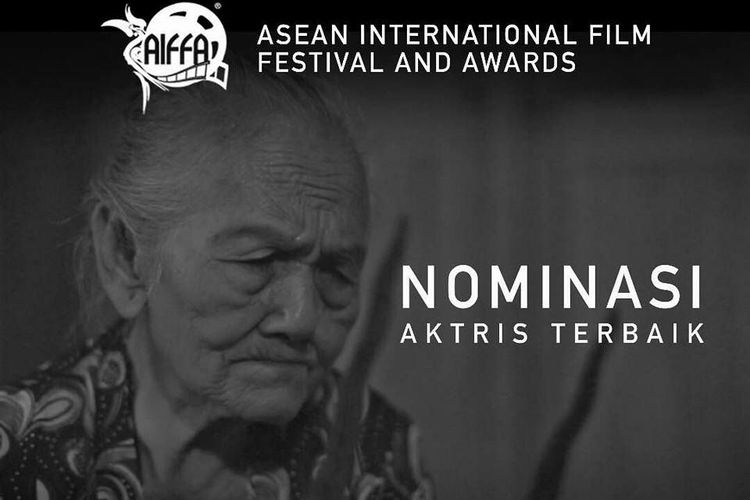 AIFFA
®
ASEAN INTERNATIONAL FILM
FESTIVAL AND AWARDS
NOMINASI
AKTRIS TERBAIK